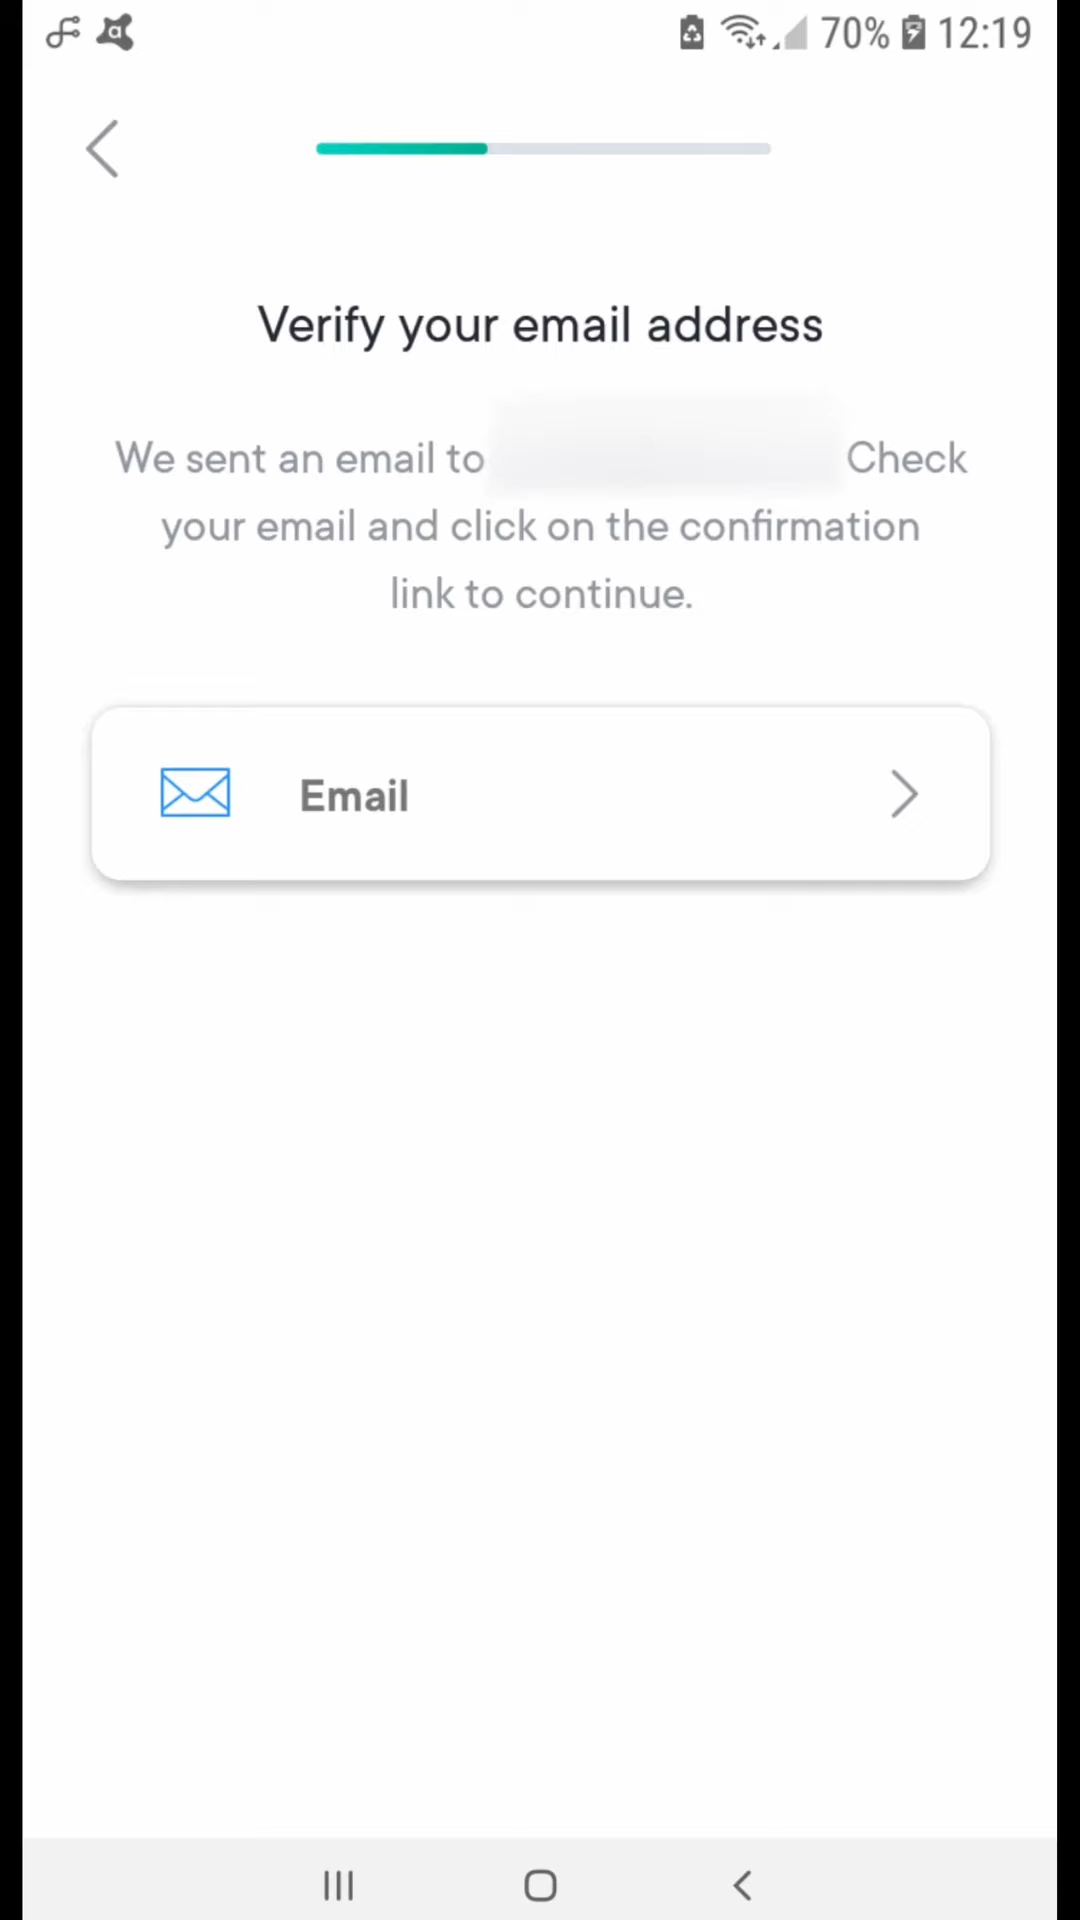 70% 12:19
Verify your email address
We sent an email to Check
your email and click on the confirmation
link to continue.
Email